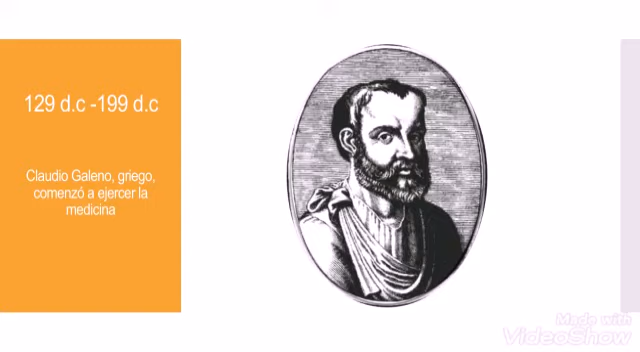 129 d.c -199 d.c
Claudio Galeno, griego,
comenzó a ejercer la
medicina
Made with
VideoShow